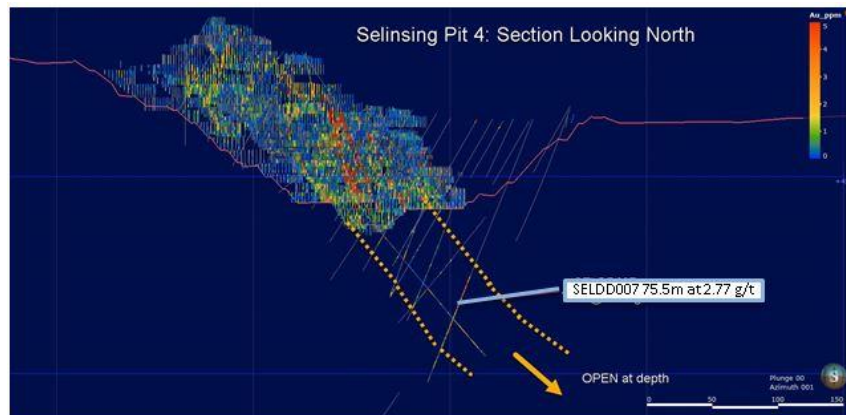 Au_ppm
Selinsing Pit 4: Section Looking North
5
4
3
2
1
0
SELDD007 75.5m at 2.77 g/t
OPEN at depth
Plunge 00
Azimuth 001
S
0 50 100 150